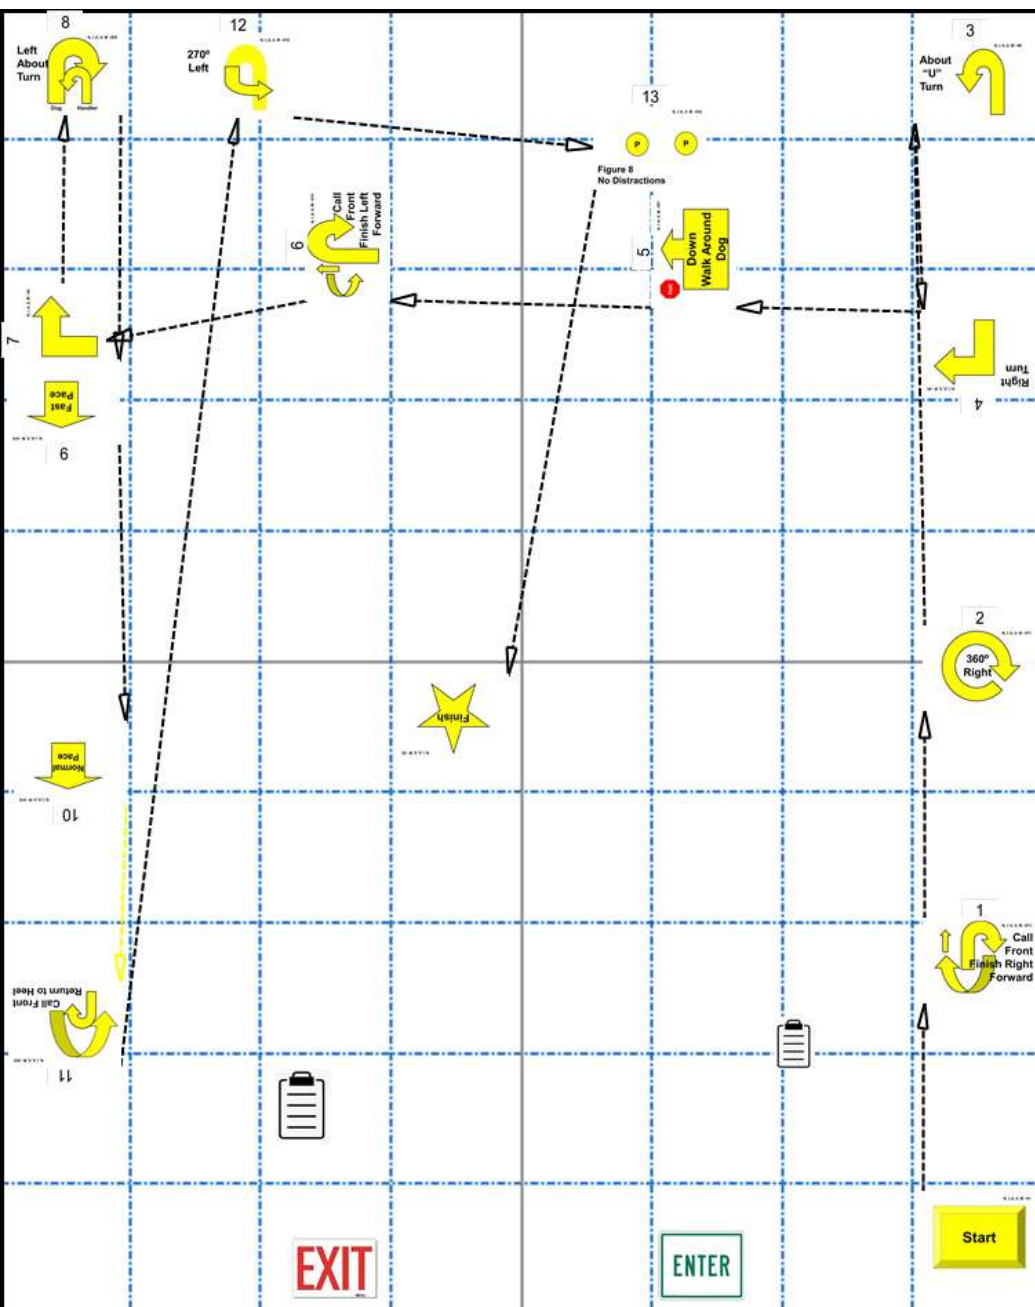 8
Left
About
Turn
Dog Handler
12
270º
Left
3
About
"U"
Turn
13
P P
Figure 8
No Distractions
6
Call
Front
Finish Left
Forward
5
Down
Walk Around
Dog
7
Right
Turn
4
Fast
Pace
9
2
360º
Right
Finish
Normal
Pace
10
1
Call
Front
Finish Right
Forward
Call Front
Return to Heel
11
EXIT
ENTER
Start